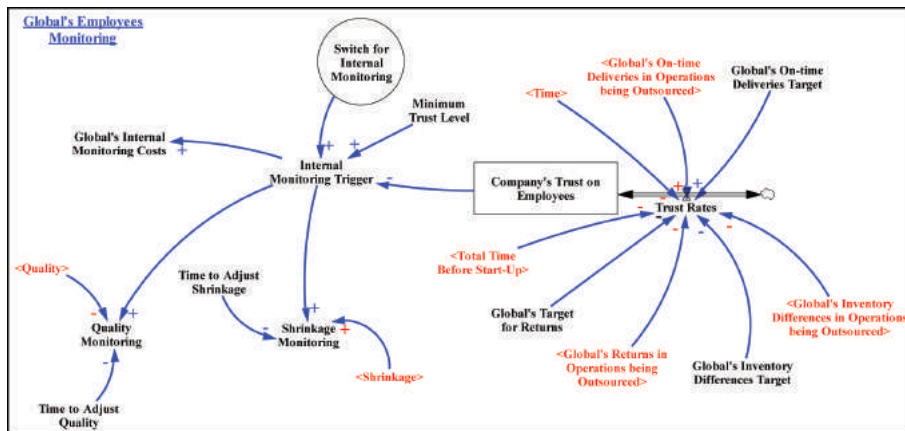 Global's Employees
Monitoring
Switch for
Internal
Monitoring
<Global's On-time
Deliveries in Operations
being Outsourced>
Global's On-time
Deliveries Target
<Time>
Minimum
Trust Level
Global's Internal
Monitoring Costs
+
+
+
Internal
Monitoring Trigger
-
Company's Trust on
Employees
+
+
-
-
Trust Rates
-
-
-
-
<Total Time
Before Start-Up>
<Quality>
Time to Adjust
Shrinkage
Global's Target
for Returns
<Global's Inventory
Differences in Operations
being Outsourced>
-
+
Quality
Monitoring
-
+
-
Shrinkage
Monitoring
+
<Global's Returns in
Operations being
Outsourced>
Global's Inventory
Differences Target
<Shrinkage>
Time to Adjust
Quality